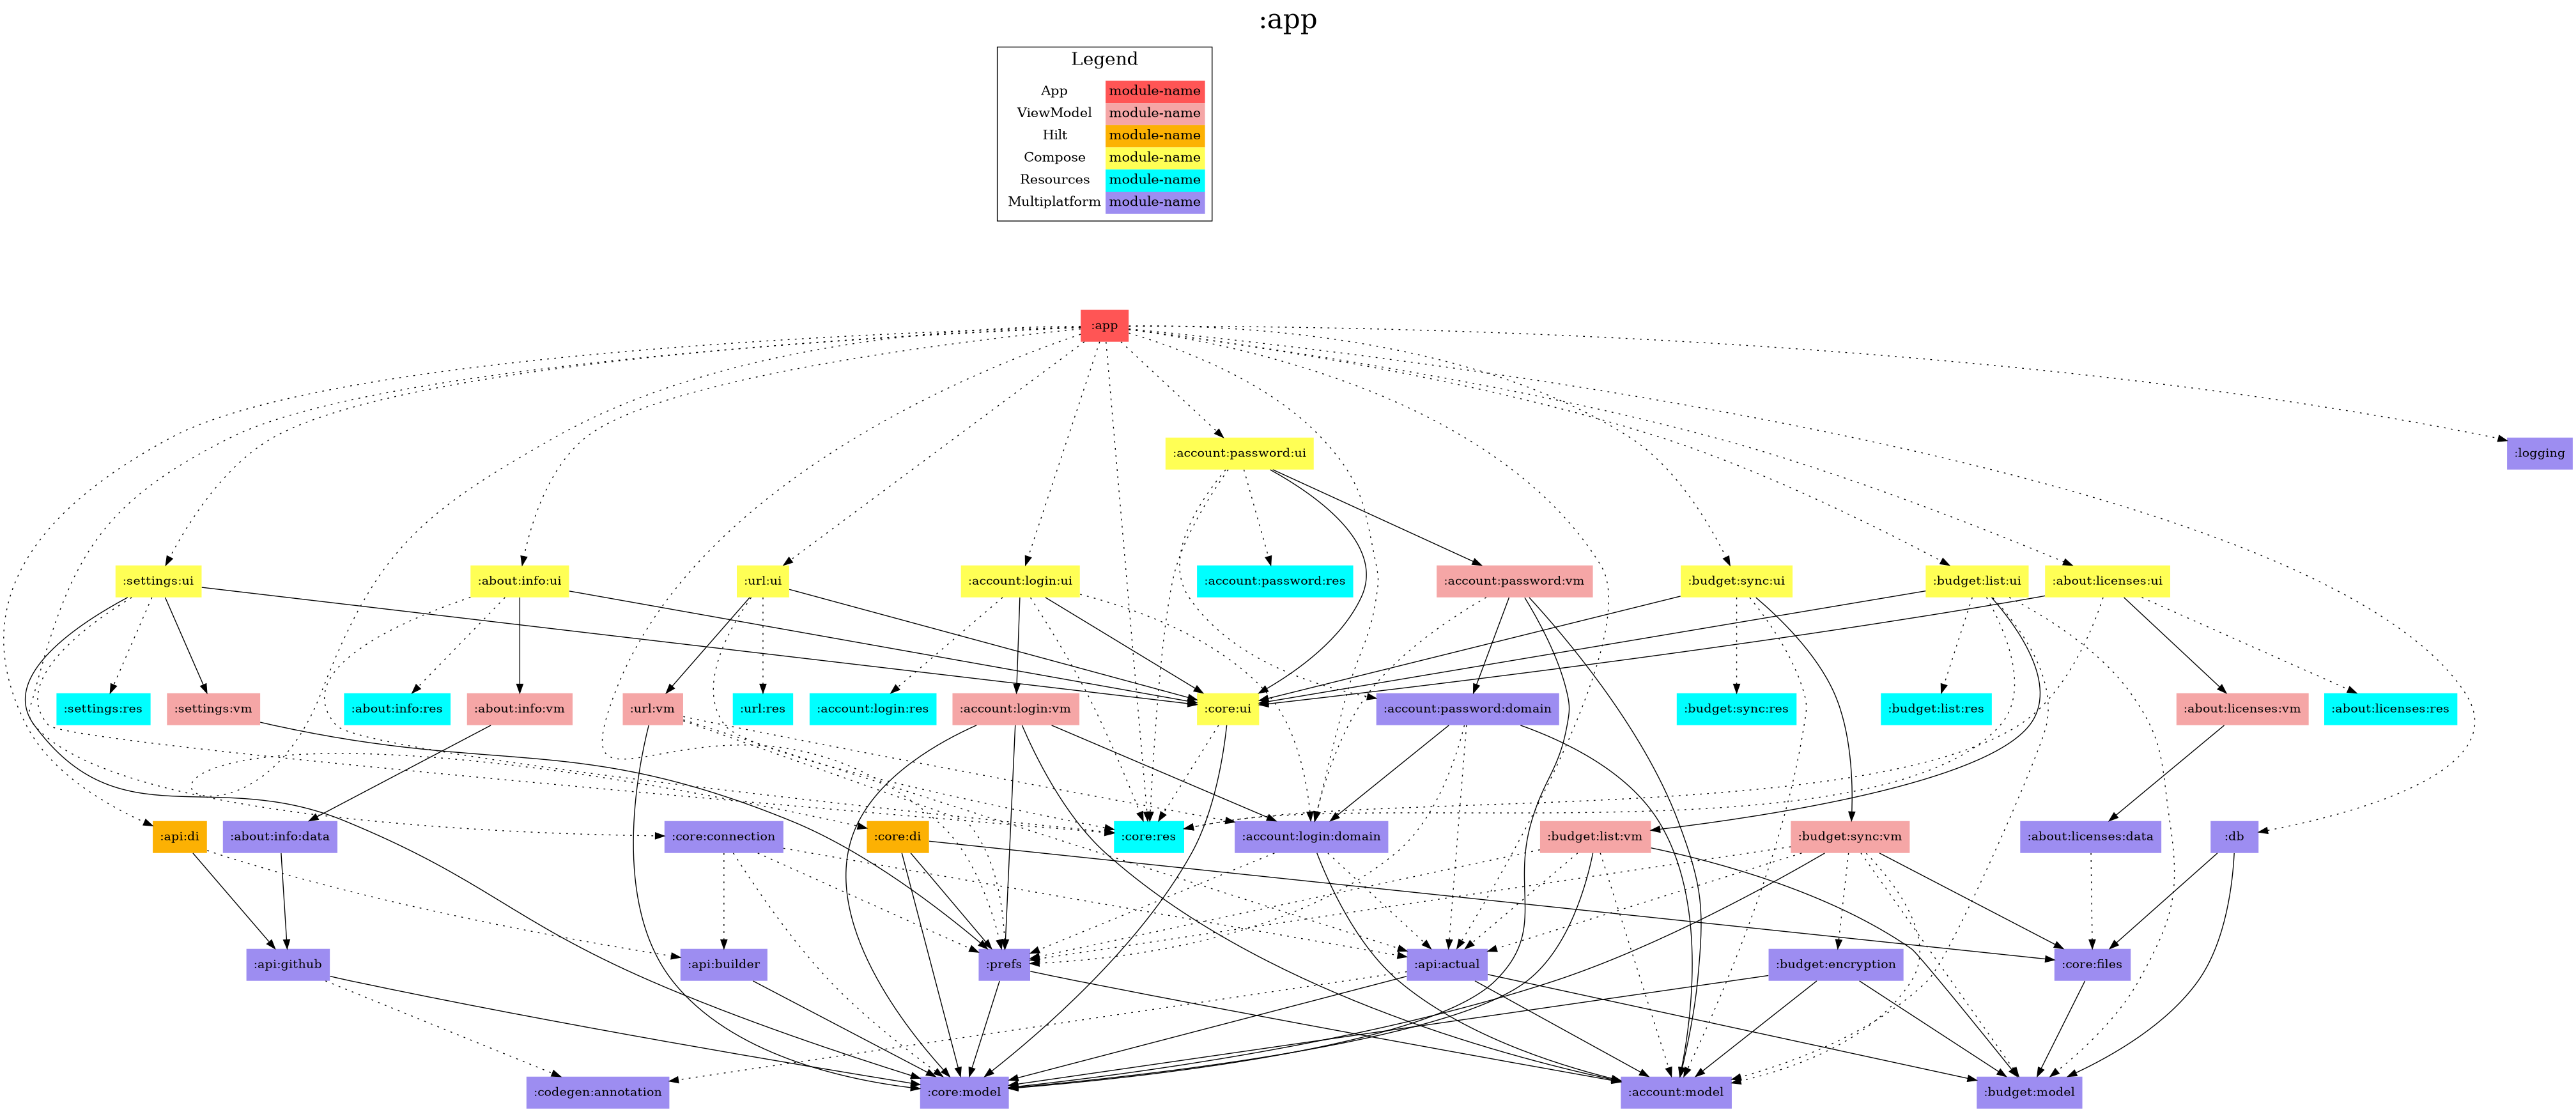 :app
Legend
App module-name
ViewModel module-name
Hilt module-name
Compose module-name
Resources module-name
Multiplatform module-name
:app
:account:password:ui
:logging
:settings:ui
:about:info:ui
:url:ui
:account:login:ui
:account:password:res
:account:password:vm
:budget:sync:ui
:budget:list:ui
:about:licenses:ui
:settings:res
:settings:vm
:about:info:res
:about:info:vm
:url:vm
:url:res
:account:login:res
:account:login:vm
:core:ui
:account:password:domain
:budget:sync:res
:budget:list:res
:about:licenses:vm
:about:licenses:res
:api:di
:about:info:data
:core:connection
:core:di
:core:res
:account:login:domain
:budget:list:vm
:budget:sync:vm
:about:licenses:data
:db
:api:github
:api:builder
:prefs
:api:actual
:budget:encryption
:core:files
:codegen:annotation
:core:model
:account:model
:budget:model